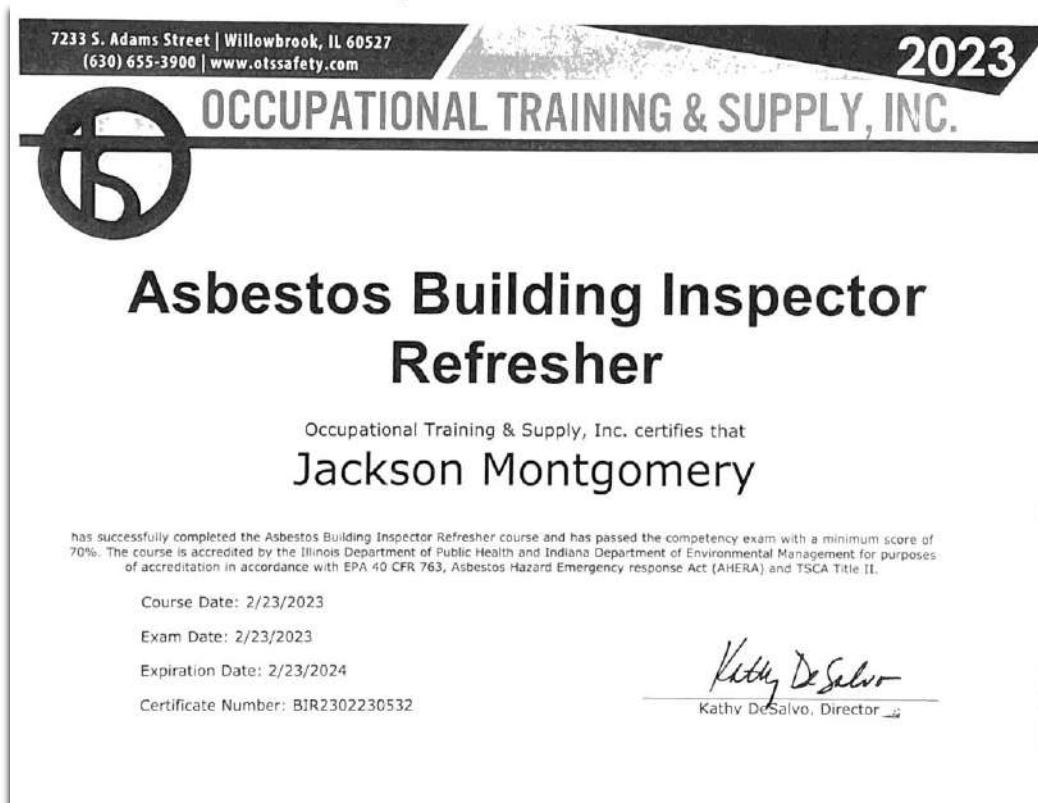 7233 S. Adams Street | Willowbrook, IL 60527
(630) 655-3900 | www.otssafety.com
2023
OCCUPATIONAL TRAINING & SUPPLY, INC.
Asbestos Building Inspector
Refresher
Occupational Training & Supply, Inc. certifies that
Jackson Montgomery
has successfully completed the Asbestos Building Inspector Refresher course and has passed the competency exam with a minimum score of
70%. The course is accredited by the Illinois Department of Public Health and Indiana Department of Environmental Management for purposes
of accreditation in accordance with EPA 40 CFR 763, Asbestos Hazard Emergency response Act (AHERA) and TSCA Title II.
Course Date: 2/23/2023
Exam Date: 2/23/2023
Expiration Date: 2/23/2024
Certificate Number: BIR2302230532
Kathy DeSalvo
Kathy DeSalvo, Director